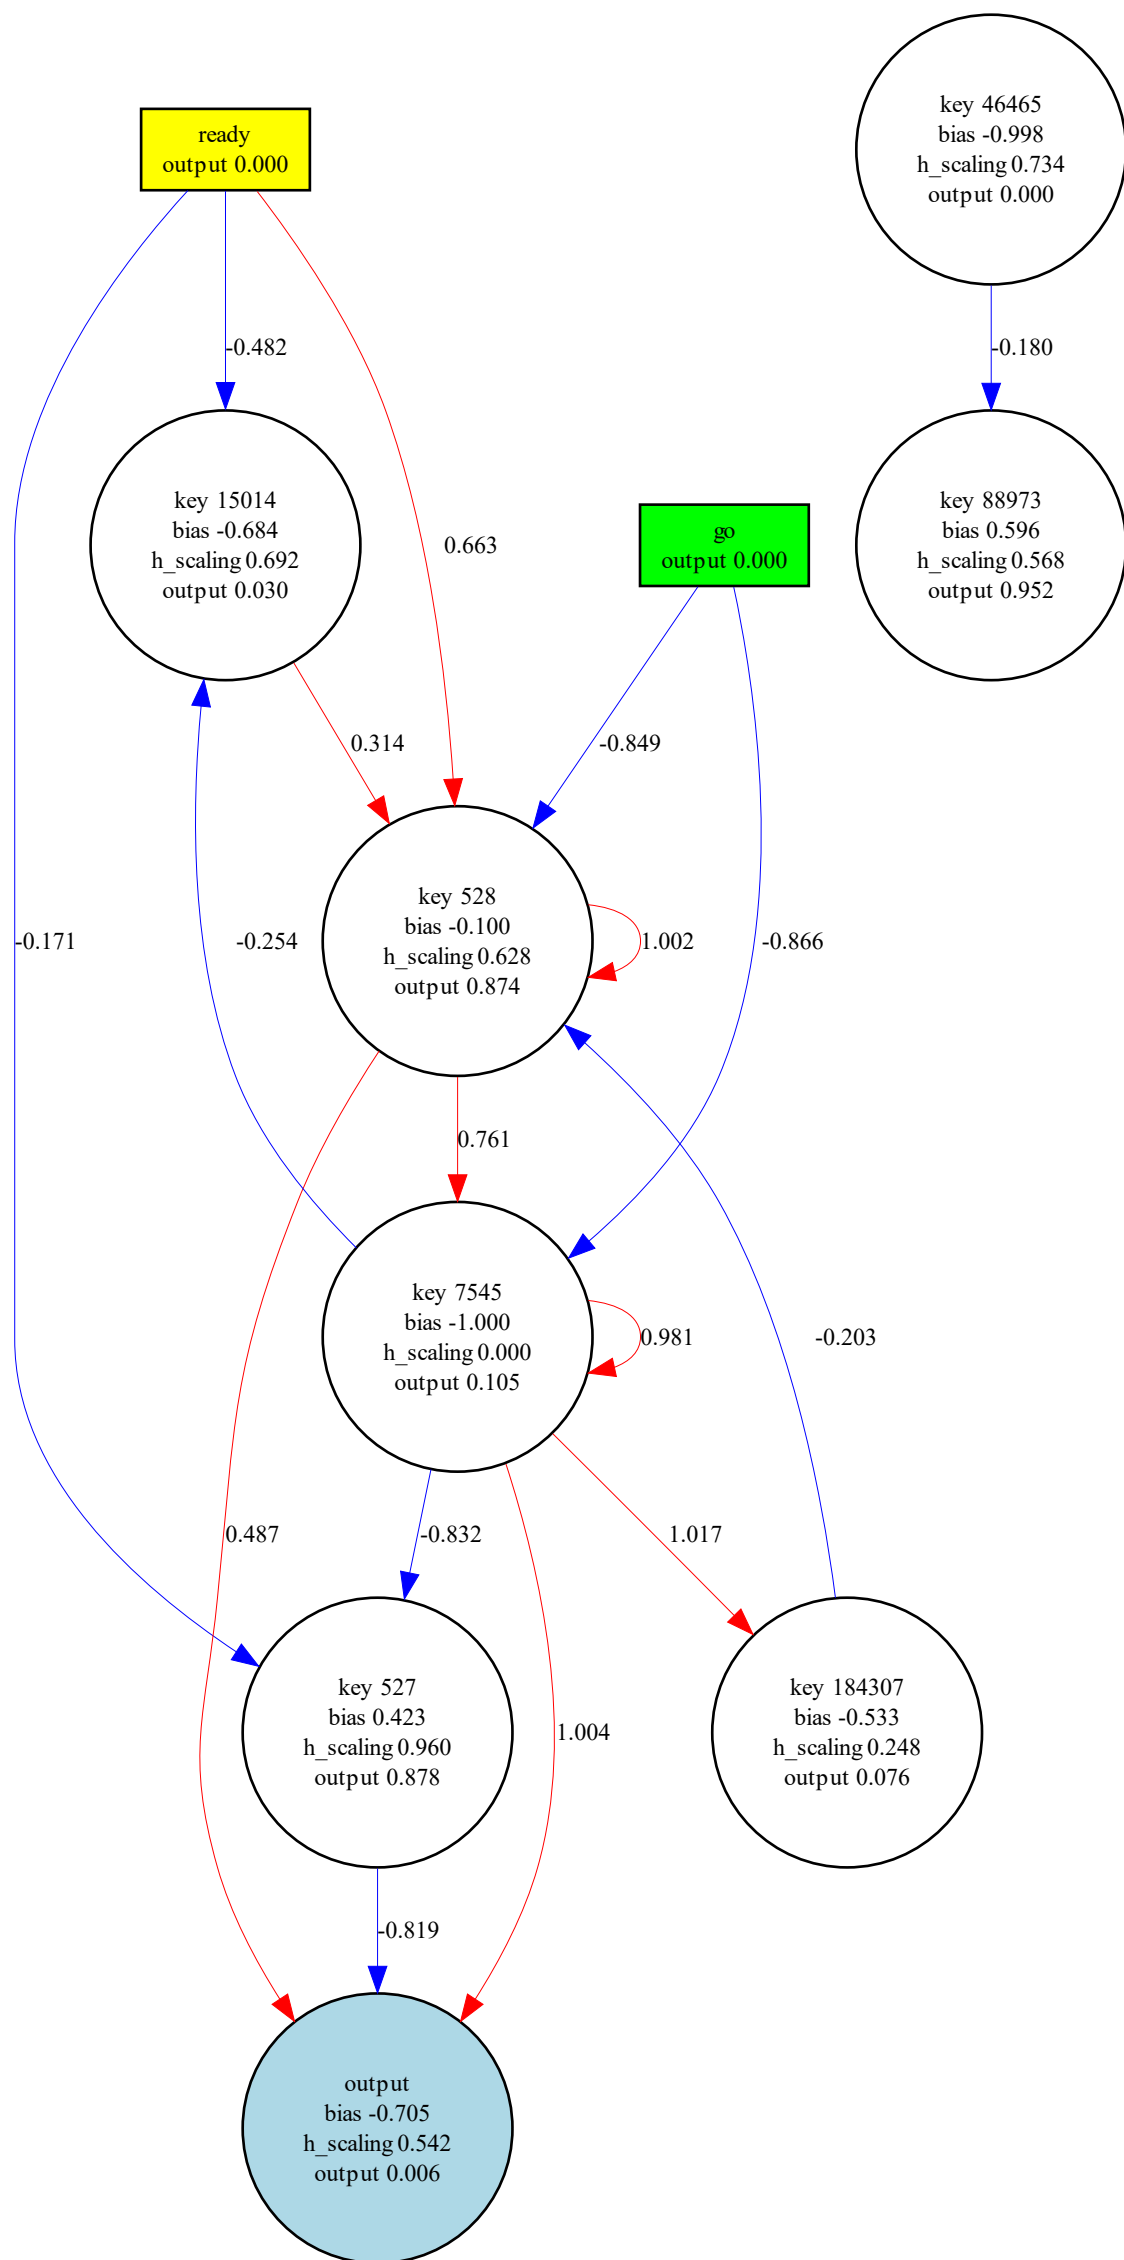 key 46465
bias -0.998
h_scaling 0.734
output 0.000
ready
output 0.000
-0.482
-0.180
key 15014
bias -0.684
h_scaling 0.692
output 0.030
0.663
go
output 0.000
key 88973
bias 0.596
h_scaling 0.568
output 0.952
0.314
-0.849
-0.171
-0.254
key 528
bias -0.100
h_scaling 0.628
output 0.874
1.002
-0.866
0.761
key 7545
bias -1.000
h_scaling 0.000
output 0.105
0.981
-0.203
0.487
-0.832
1.017
key 527
bias 0.423
h_scaling 0.960
output 0.878
1.004
key 184307
bias -0.533
h_scaling 0.248
output 0.076
-0.819
output
bias -0.705
h_scaling 0.542
output 0.006